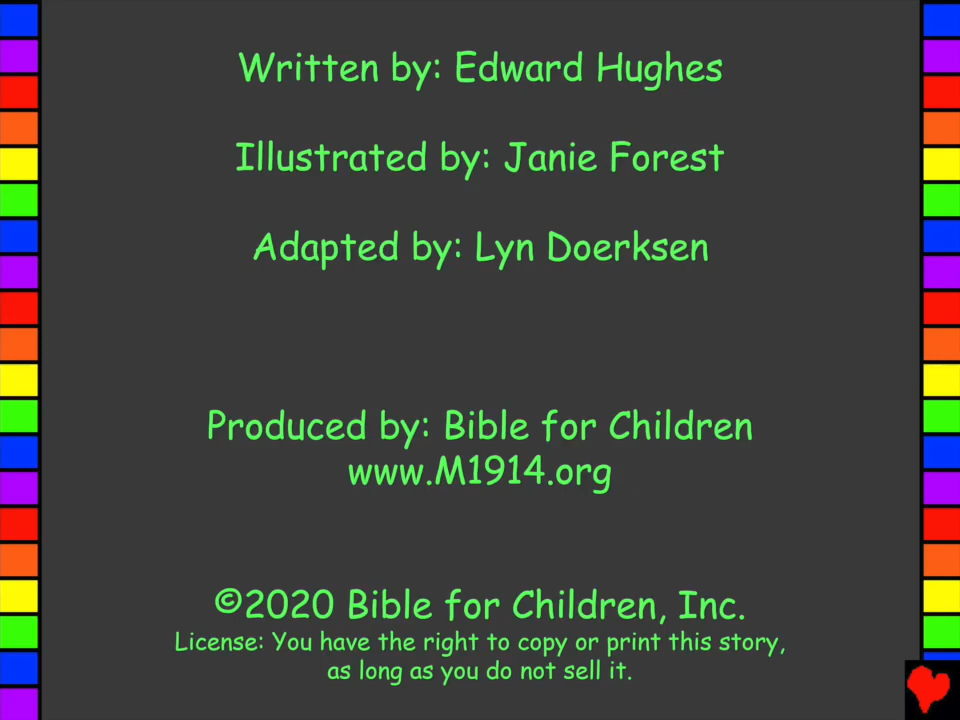 Written by: Edward Hughes
Illustrated by: Janie Forest
Adapted by: Lyn Doerksen
Produced by: Bible for Children
www.M1914.org
©2020 Bible for Children, Inc.
License: You have the right to copy or print this story,
as long as you do not sell it.